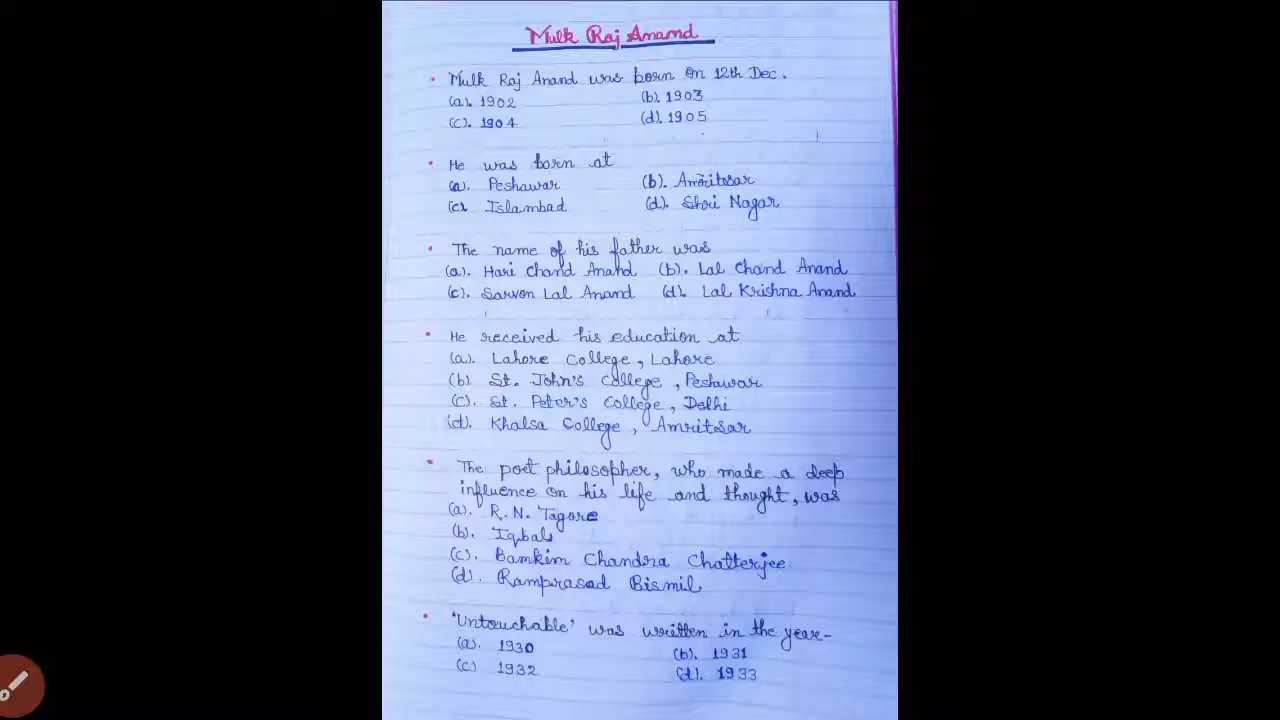 Mulk Raj Anand
• Mulk Raj Anand was born on 12th Dec.
(a). 1902 (b). 1903
(c). 1904 (d). 1905
• He was born at
(a). Peshawar (b). Amritsar
(c). Islambad (d). Shri Nagar
• The name of his father was
(a). Hari Chand Anand (b). Lal Chand Anand
(c). Sarvon Lal Anand (d). Lal Krishna Anand
• He received his education at
(a). Lahore College, Lahore
(b) St. John's College, Peshawar
(c). St. Peter's College, Delhi
(d). Khalsa College, Amritsar
• The poet philosopher, who made a deep
influence on his life and thought, was
(a). R. N. Tagore
(b). Iqbal
(c). Bamkim Chandra Chatterjee
(d). Ramprasad Bismil
• 'Untouchable' was written in the year-
(a). 1930 (b). 1931
(c) 1932 (d). 1933